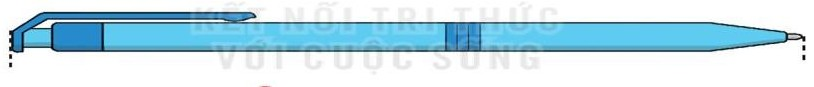 KẾT NỐI TRI THỨC
VỚI CUỘC SỐNG